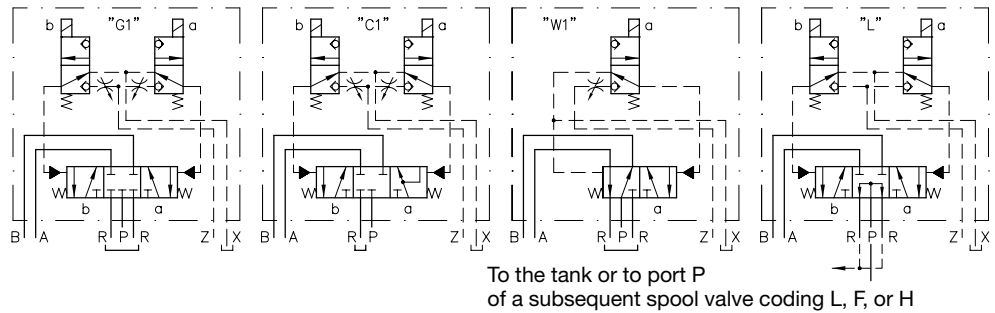 b "G1" a
b "C1" a
"W1" a
b "L" a
b a
b a
a
b a
B A R P R Z X
B A R P Z X
B A R P R Z X
B A R P R Z X
To the tank or to port P
of a subsequent spool valve coding L, F, or H